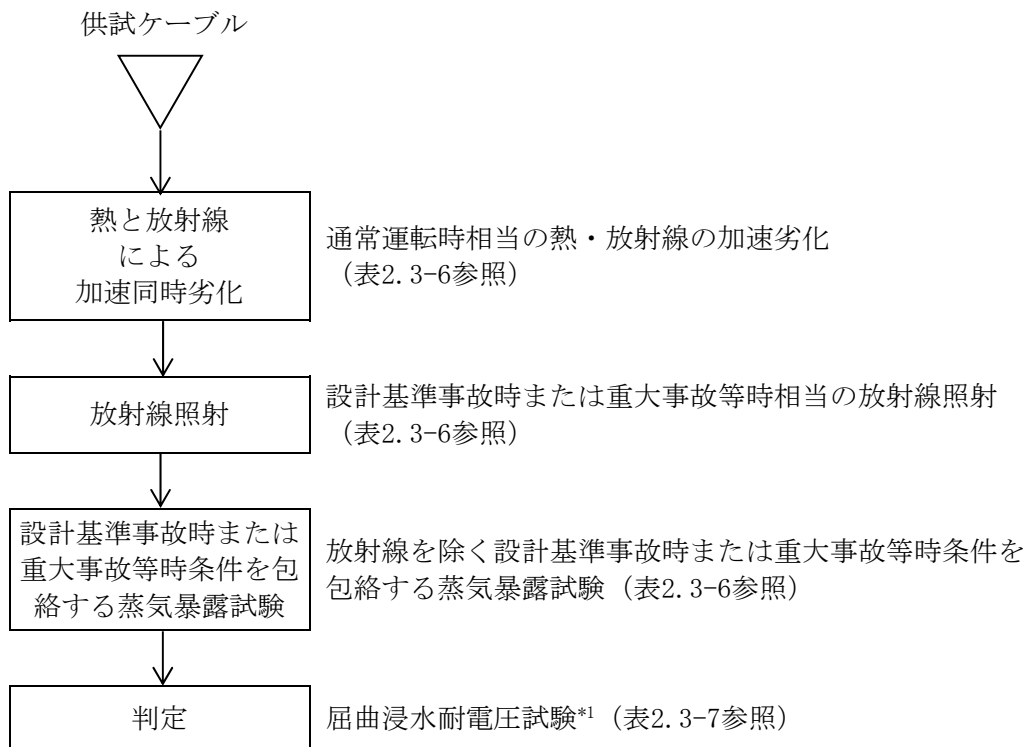 供試ケーブル
熱と放射線
による
加速同時劣化
通常運転時相当の熱・放射線の加速劣化
（表2.3-6参照）
放射線照射
設計基準事故時または重大事故等時相当の放射線照射
（表2.3-6参照）
設計基準事故時または
重大事故等時条件を包
絡する蒸気暴露試験
放射線を除く設計基準事故時または重大事故等時条件を
包絡する蒸気暴露試験（表2.3-6参照）
判定
屈曲浸水耐電圧試験*1（表2.3-7参照）